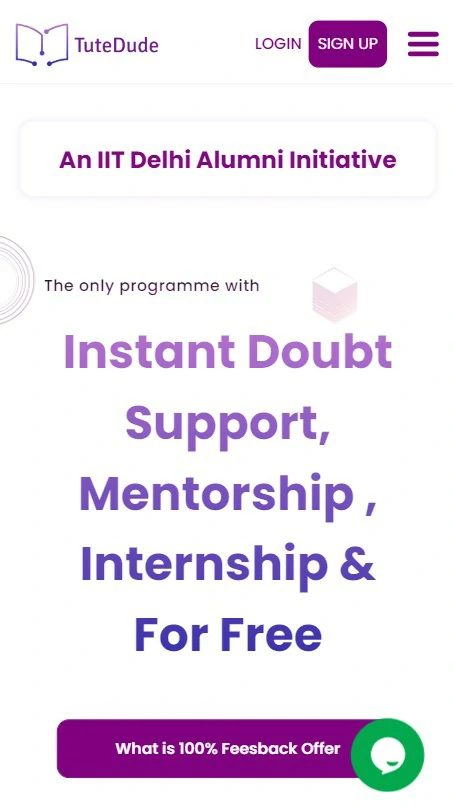 TuteDude
LOGIN
SIGN UP
An IIT Delhi Alumni Initiative
The only programme with
Instant Doubt
Support,
Mentorship ,
Internship &
For Free
What is 100% Feesback Offer